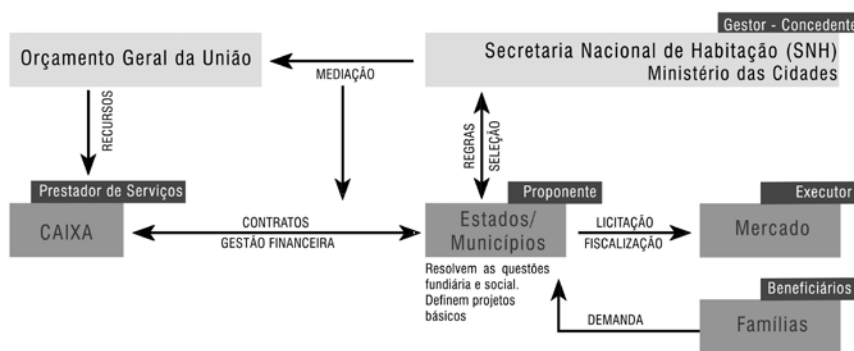 Gestor - Concedente
Orçamento Geral da União
Secretaria Nacional de Habitação (SNH)
Ministério das Cidades
MEDIAÇÃO
RECURSOS
REGRAS
SELEÇÃO
Prestador de Serviços
CAIXA
CONTRATOS
GESTÃO FINANCEIRA
Proponente
Estados/
Municípios
LICITAÇÃO
FISCALIZAÇÃO
Executor
Mercado
Resolvem as questões
fundiária e social.
Definem projetos
básicos
DEMANDA
Beneficiários
Famílias